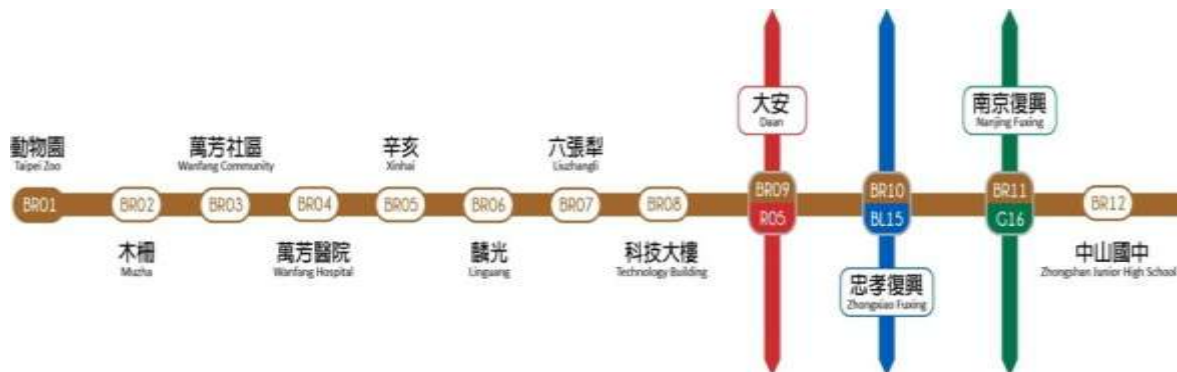 大安
Daan
南京復興
Nanjing Fuxing
動物園
Taipei Zoo
萬芳社區
Wanfang Community
辛亥
Xinhai
六張犁
Liuzhangli
BR01
BR02
BR03
BR04
BR05
BR06
BR07
BR08
BR09
R05
BR10
BL15
BR11
G16
BR12
木柵
Muzha
萬芳醫院
Wanfang Hospital
麟光
Linguang
科技大樓
Technology Building
忠孝復興
Zhongxiao Fuxing
中山國中
Zhongshan Junior High School